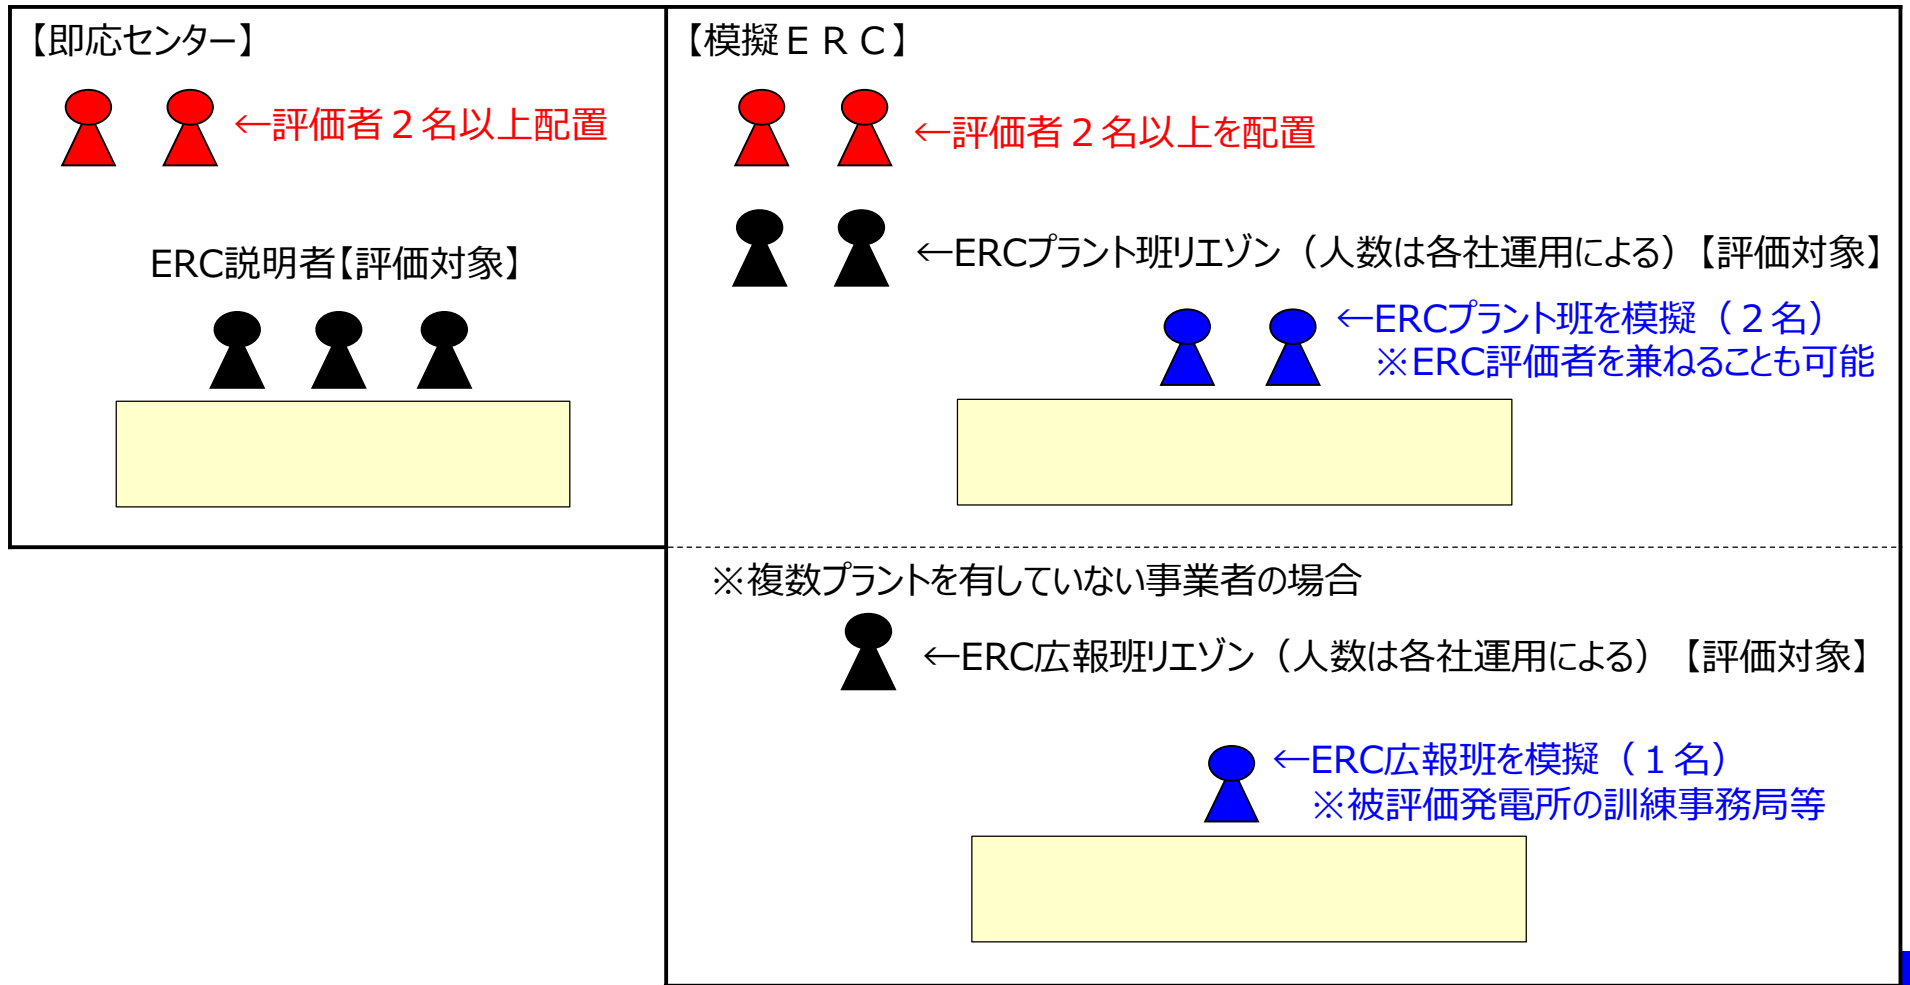 【即応センター】
←評価者２名以上配置
ERC説明者【評価対象】
【模擬ＥＲＣ】
←評価者２名以上を配置
←ERCプラント班リエゾン（人数は各社運用による）【評価対象】
←ERCプラント班を模擬（２名）
※ERC評価者を兼ねることも可能
※複数プラントを有していない事業者の場合
←ERC広報班リエゾン（人数は各社運用による）【評価対象】
←ERC広報班を模擬（１名）
※被評価発電所の訓練事務局等